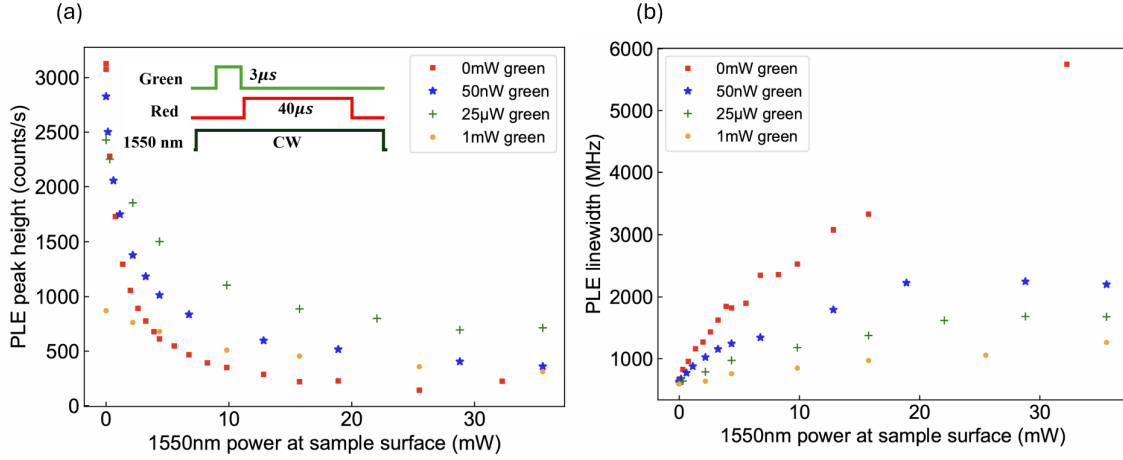 (a)
(b)
PLE peak height (counts/s)
3000
2500
2000
1500
1000
500
0
0
10
20
30
1550nm power at sample surface (mW)
Green
3μs
Red
40μs
1550 nm
CW
0mW green
50nW green
25μW green
1mW green
PLE linewidth (MHz)
6000
5000
4000
3000
2000
1000
0
10
20
30
1550nm power at sample surface (mW)
0mW green
50nW green
25μW green
1mW green